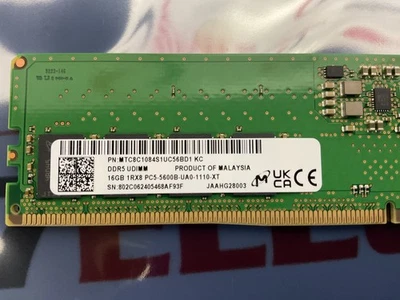 PN:MTC8C1084S1UC56BD1 KC
DDR5 UDIMM PRODUCT OF MALAYSIA
16GB 1RX8 PC5-5600B-UA0-1110-XT
SN:802C062405468AF93F JAAHG28003
UK
CA CE